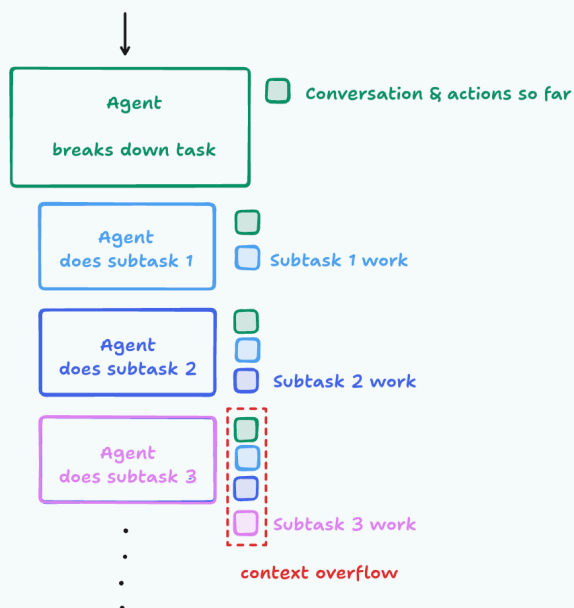 Agent
breaks down task
Conversation & actions so far
Agent
does subtask 1
Subtask 1 work
Agent
does subtask 2
Subtask 2 work
Agent
does subtask 3
Subtask 3 work
context overflow